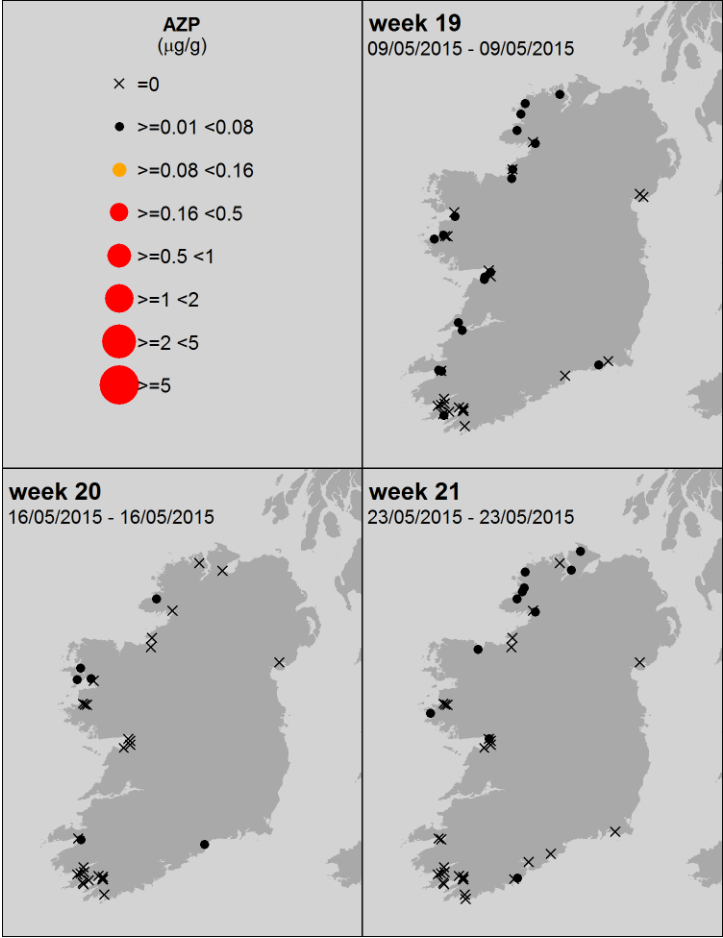 AZP
(µg/g)
=0
>=0.01 <0.08
>=0.08 <0.16
>=0.16 <0.5
>=0.5 <1
>=1 <2
>=2 <5
>=5
week 19
09/05/2015 - 09/05/2015
week 20
16/05/2015 - 16/05/2015
week 21
23/05/2015 - 23/05/2015